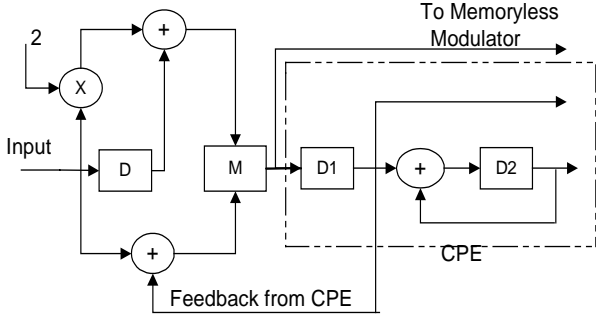 To Memoryless
Modulator
2
+
X
Input
D
M
D1
+
D2
+
CPE
Feedback from CPE